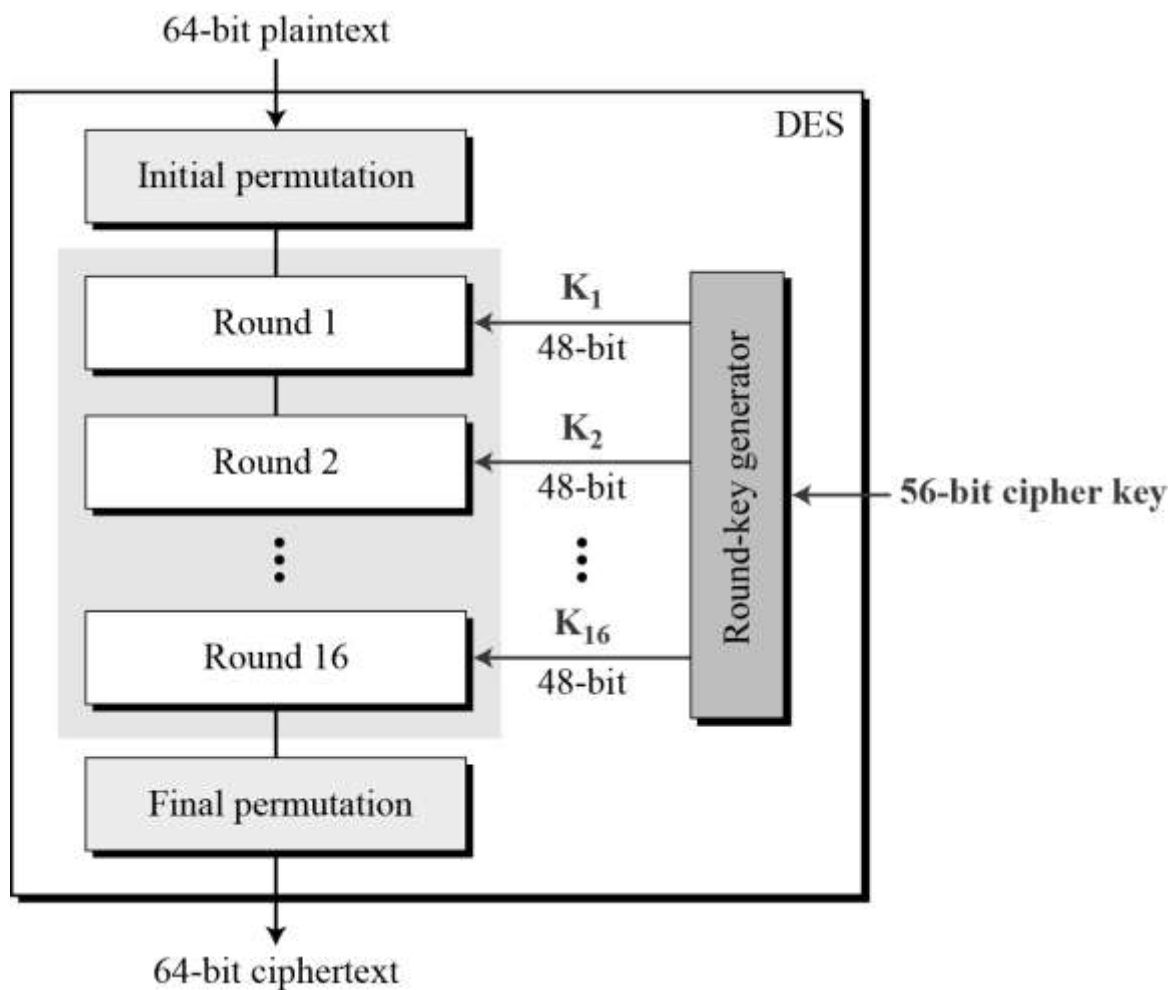 64-bit plaintext
DES
Initial permutation
Round 1
K1
48-bit
Round 2
K2
48-bit
Round-key generator
56-bit cipher key
Round 16
K16
48-bit
Final permutation
64-bit ciphertext